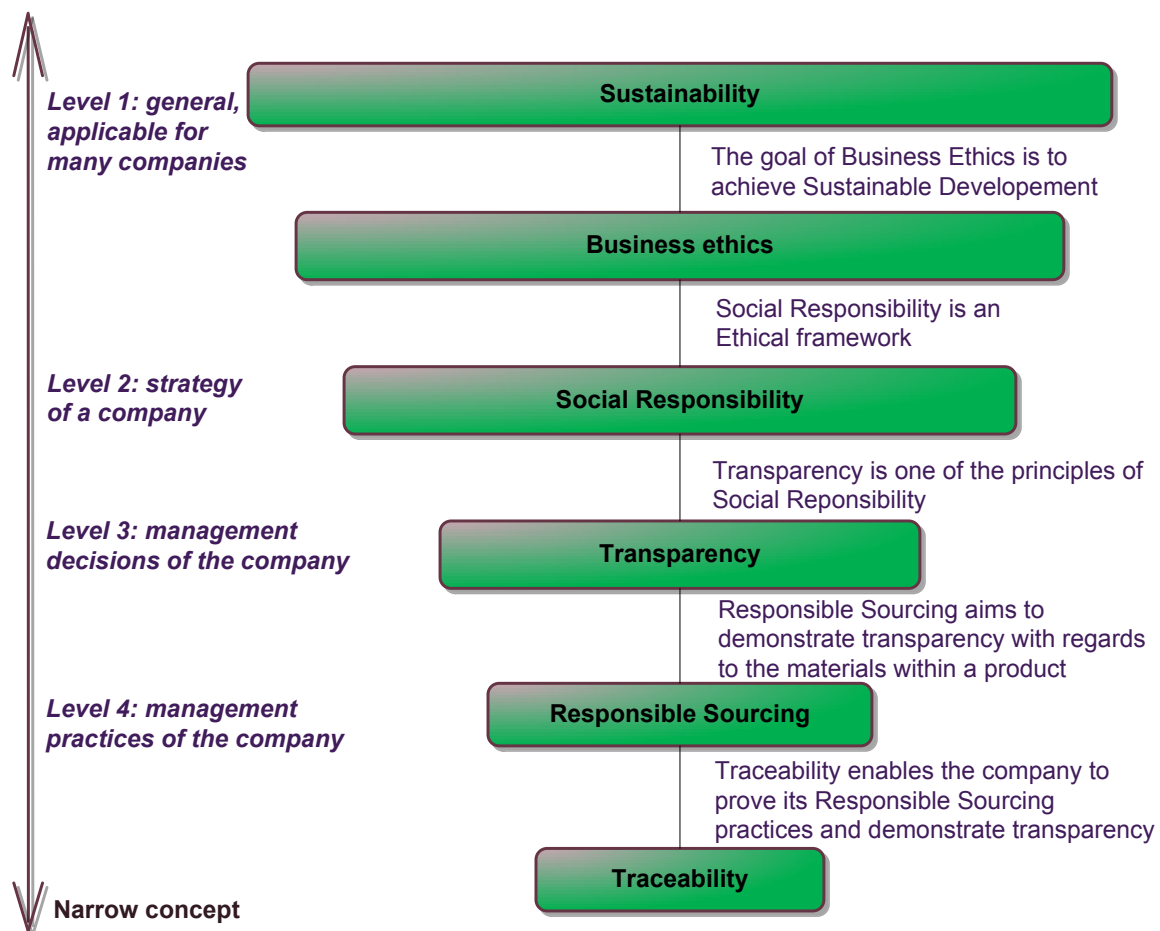 Sustainability
Level 1: general,
applicable for
many companies
The goal of Business Ethics is to
achieve Sustainable Developement
Business ethics
Social Responsibility is an
Ethical framework
Level 2: strategy
of a company
Social Responsibility
Transparency is one of the principles of
Social Reponsibility
Level 3: management
decisions of the company
Transparency
Responsible Sourcing aims to
demonstrate transparency with regards
to the materials within a product
Level 4: management
practices of the company
Responsible Sourcing
Traceability enables the company to
prove its Responsible Sourcing
practices and demonstrate transparency
Traceability
Narrow concept